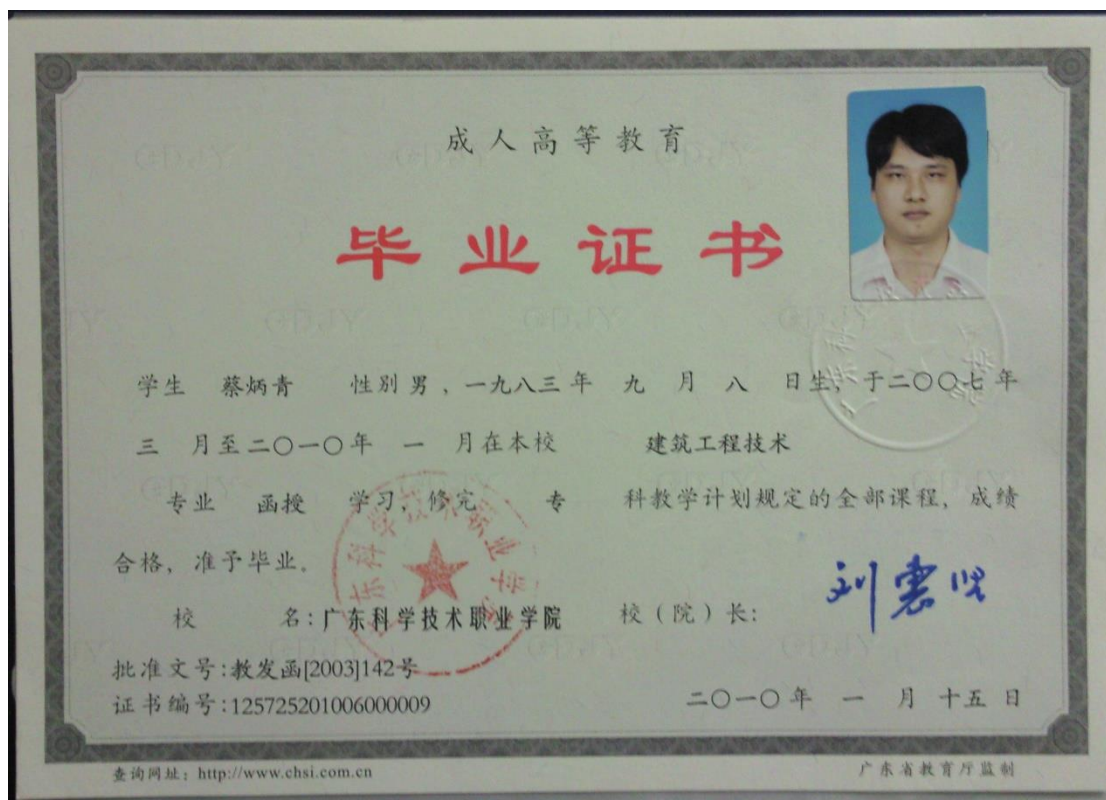 成人高等教育
毕业证书
学生 蔡炳青 性别男，一九八三年 九 月 八 日生，于二〇〇七年
三 月至二〇一〇年 一 月在本校 建筑工程技术
专业 函授 学习，修完 专 科教学计划规定的全部课程，成绩
合格，准予毕业。
校 名：广东科学技术职业学院 校（院）长：
批准文号：教发函[2003]142号
证书编号：125725201006000009 二〇一〇年 一 月 十五 日
查询网址：http://www.chsi.com.cn 广东省教育厅监制